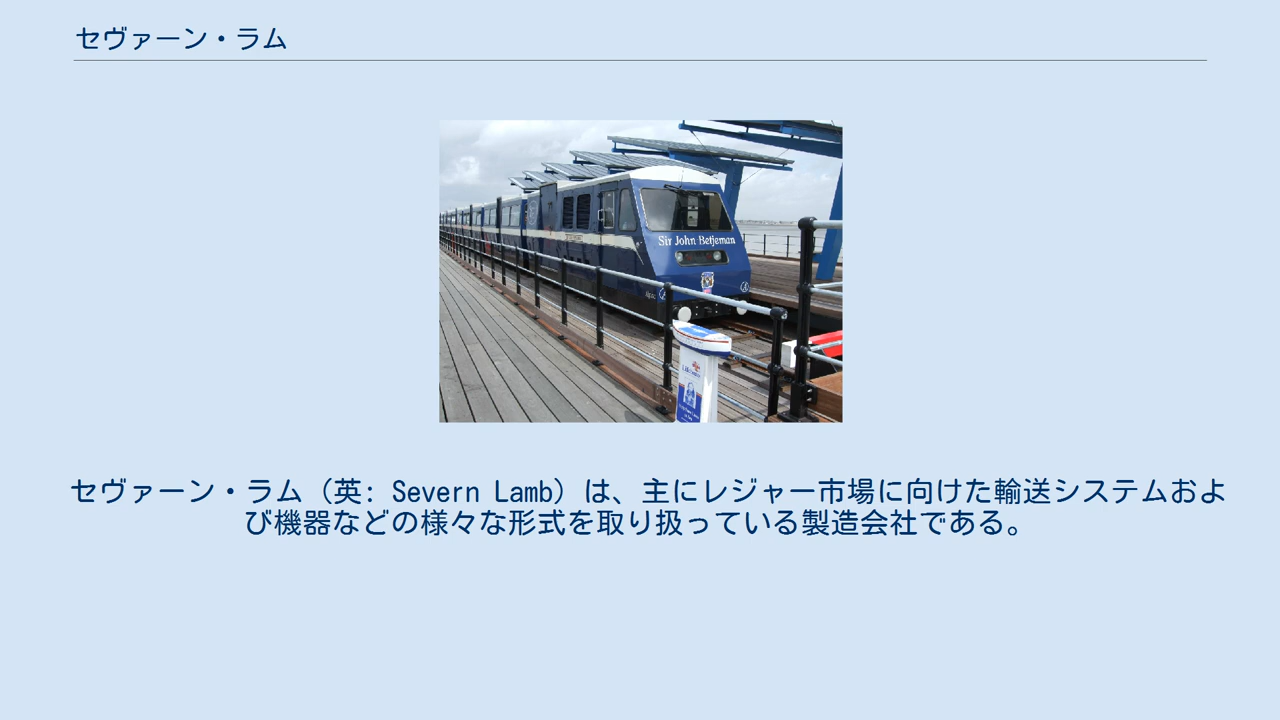 セヴァーン・ラム
Sir John Betjeman
セヴァーン・ラム（英: Severn Lamb）は、主にレジャー市場に向けた輸送システムおよ
び機器などの様々な形式を取り扱っている製造会社である。